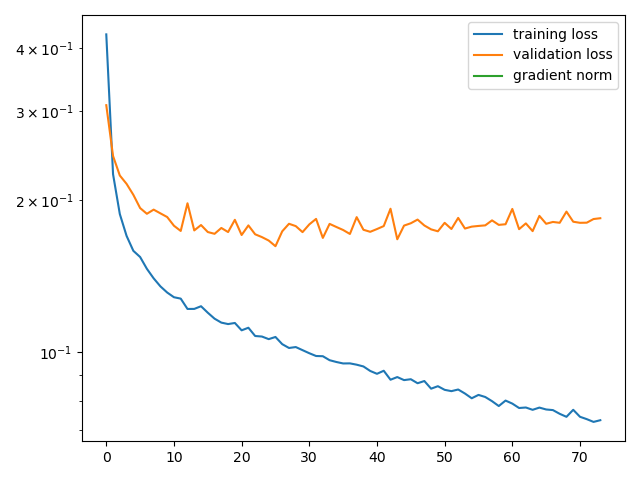 training loss
validation loss
gradient norm
4 × 10⁻¹
3 × 10⁻¹
2 × 10⁻¹
10⁻¹
0 10 20 30 40 50 60 70